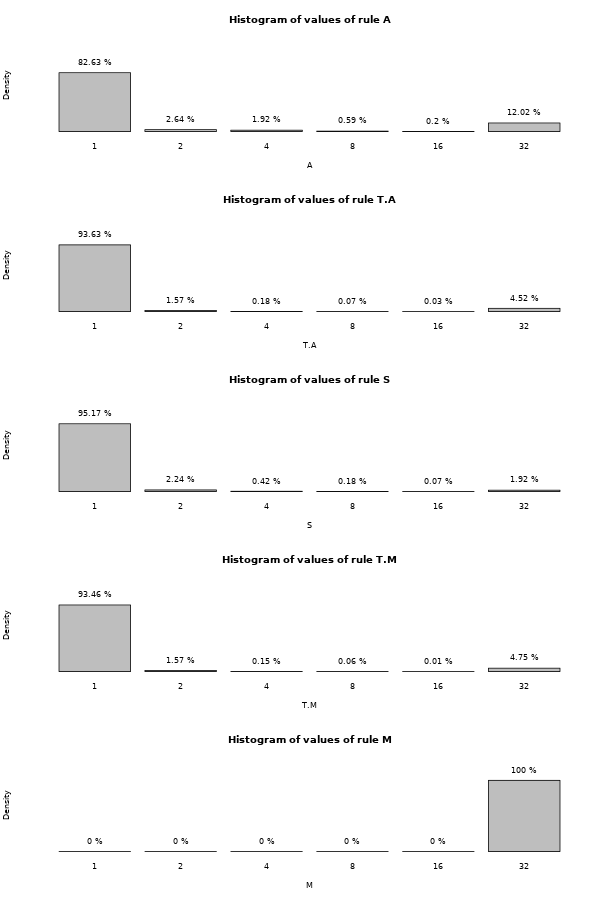 Histogram of values of rule A
Density
82.63 % 2.64 % 1.92 % 0.59 % 0.2 % 12.02 %
1 2 4 8 16 32
A
Histogram of values of rule T.A
Density
93.63 % 1.57 % 0.18 % 0.07 % 0.03 % 4.52 %
1 2 4 8 16 32
T.A
Histogram of values of rule S
Density
95.17 % 2.24 % 0.42 % 0.18 % 0.07 % 1.92 %
1 2 4 8 16 32
S
Histogram of values of rule T.M
Density
93.46 % 1.57 % 0.15 % 0.06 % 0.01 % 4.75 %
1 2 4 8 16 32
T.M
Histogram of values of rule M
Density
0 % 0 % 0 % 0 % 0 % 100 %
1 2 4 8 16 32
M